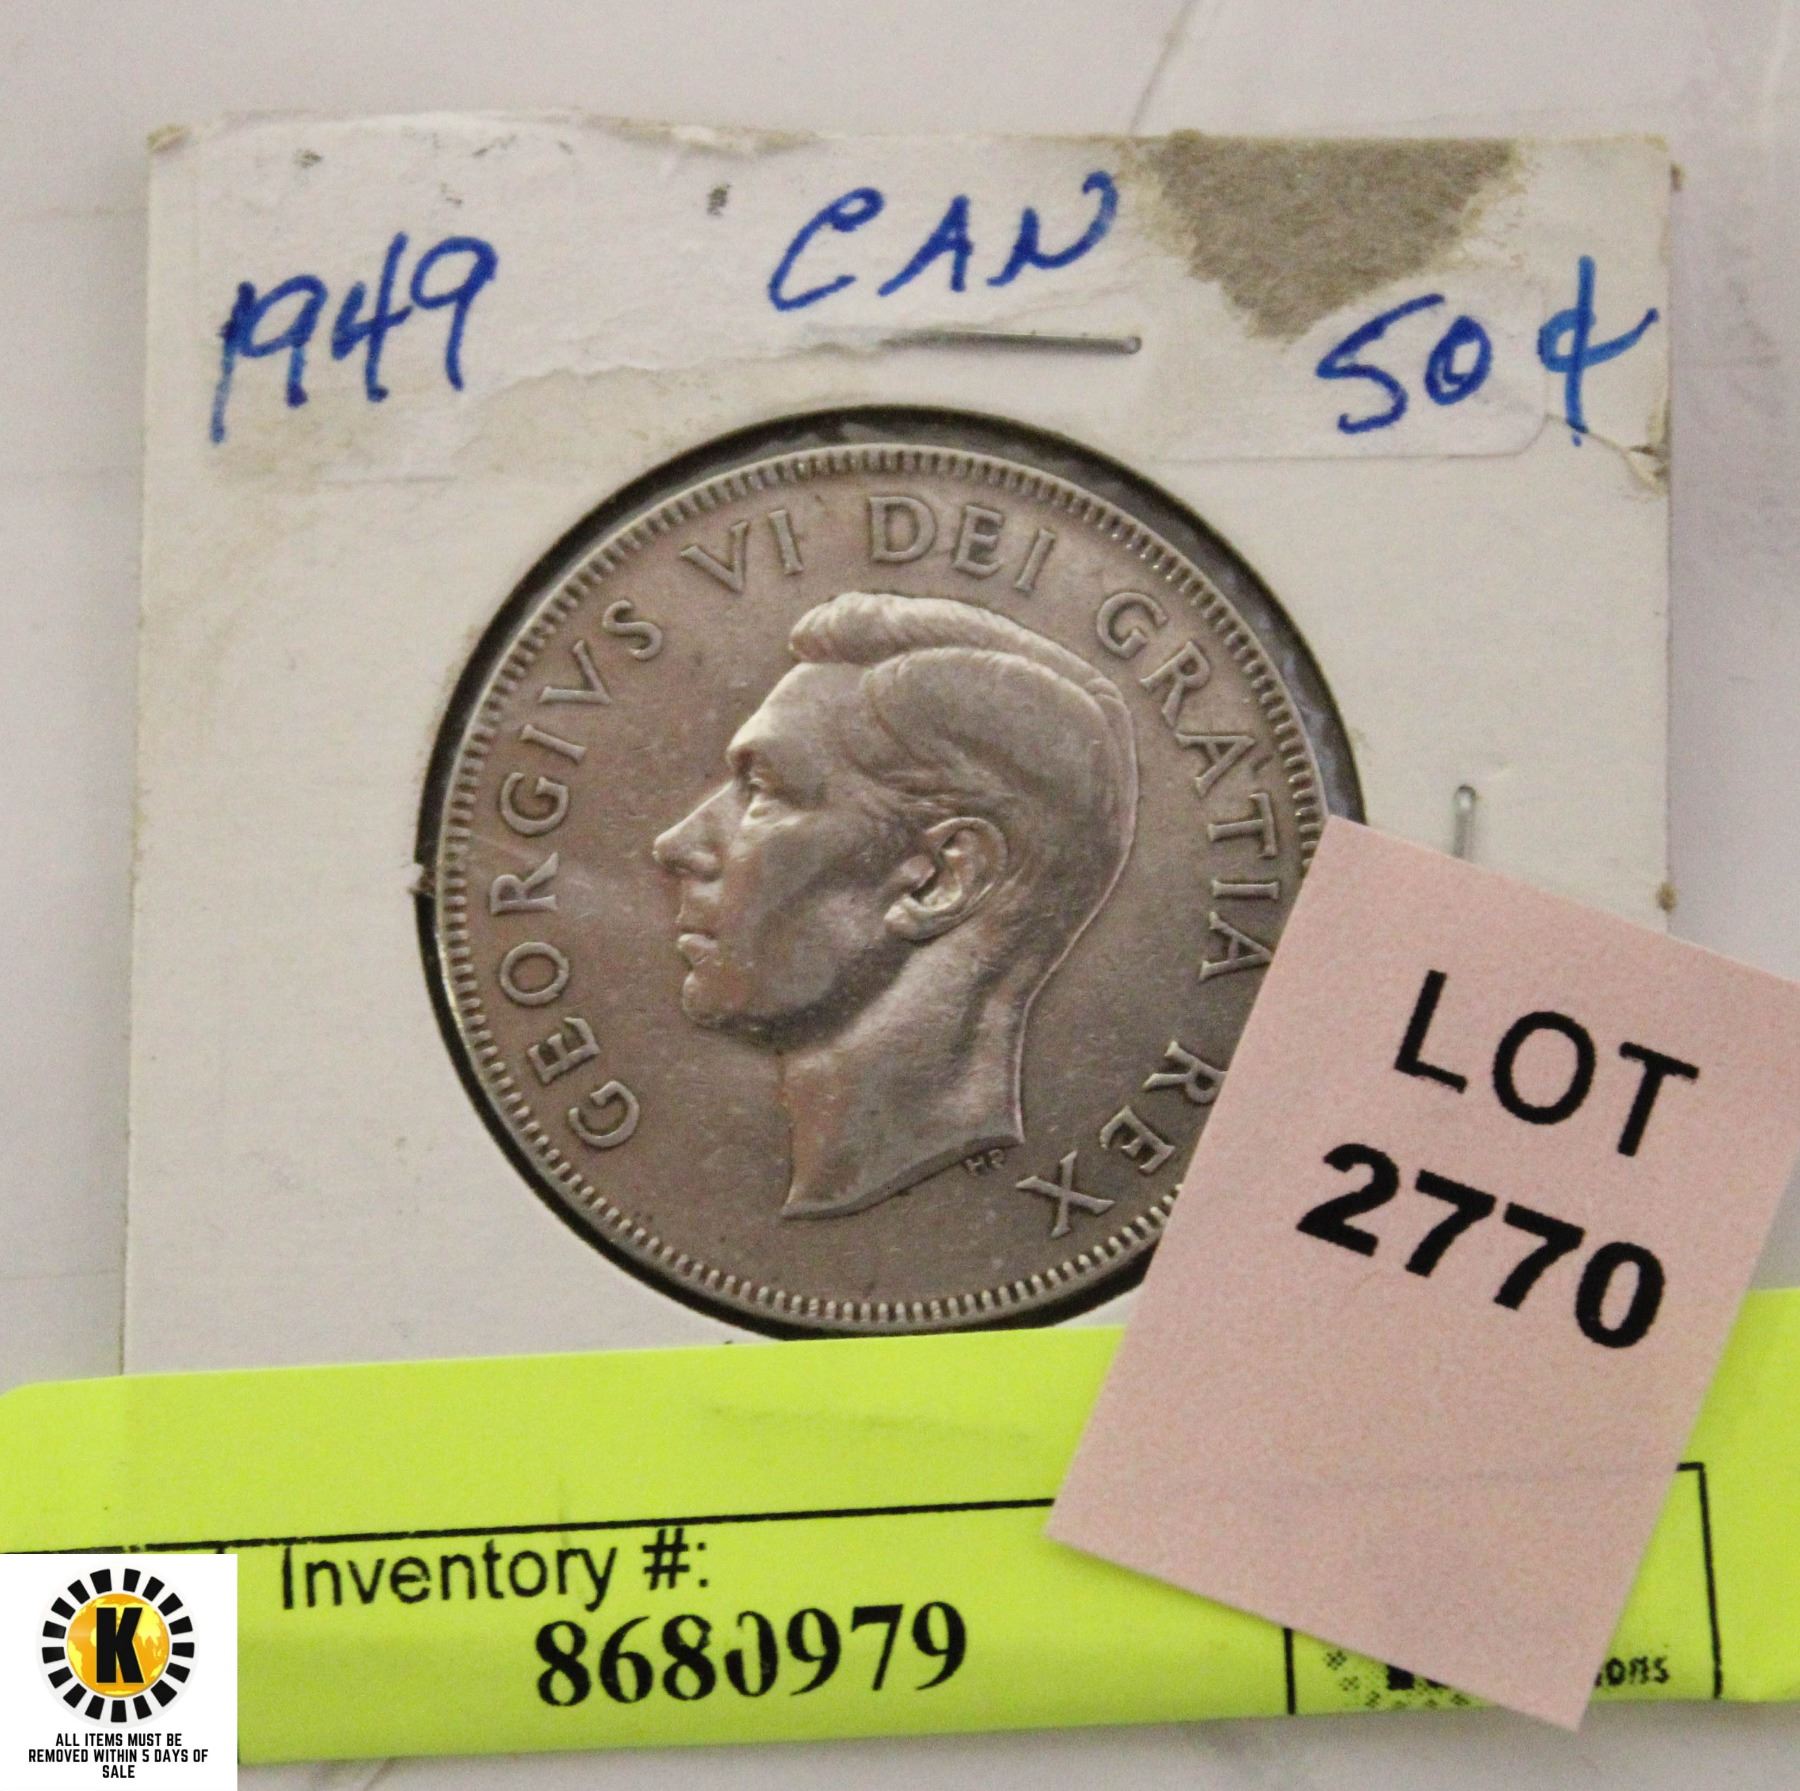 1949 CAN 50¢
GEORGIVS VI DEI GRATIA REX
HP
LOT
2770
Inventory #:
8680979
K
ALL ITEMS MUST BE
REMOVED WITHIN 5 DAYS OF
SALE